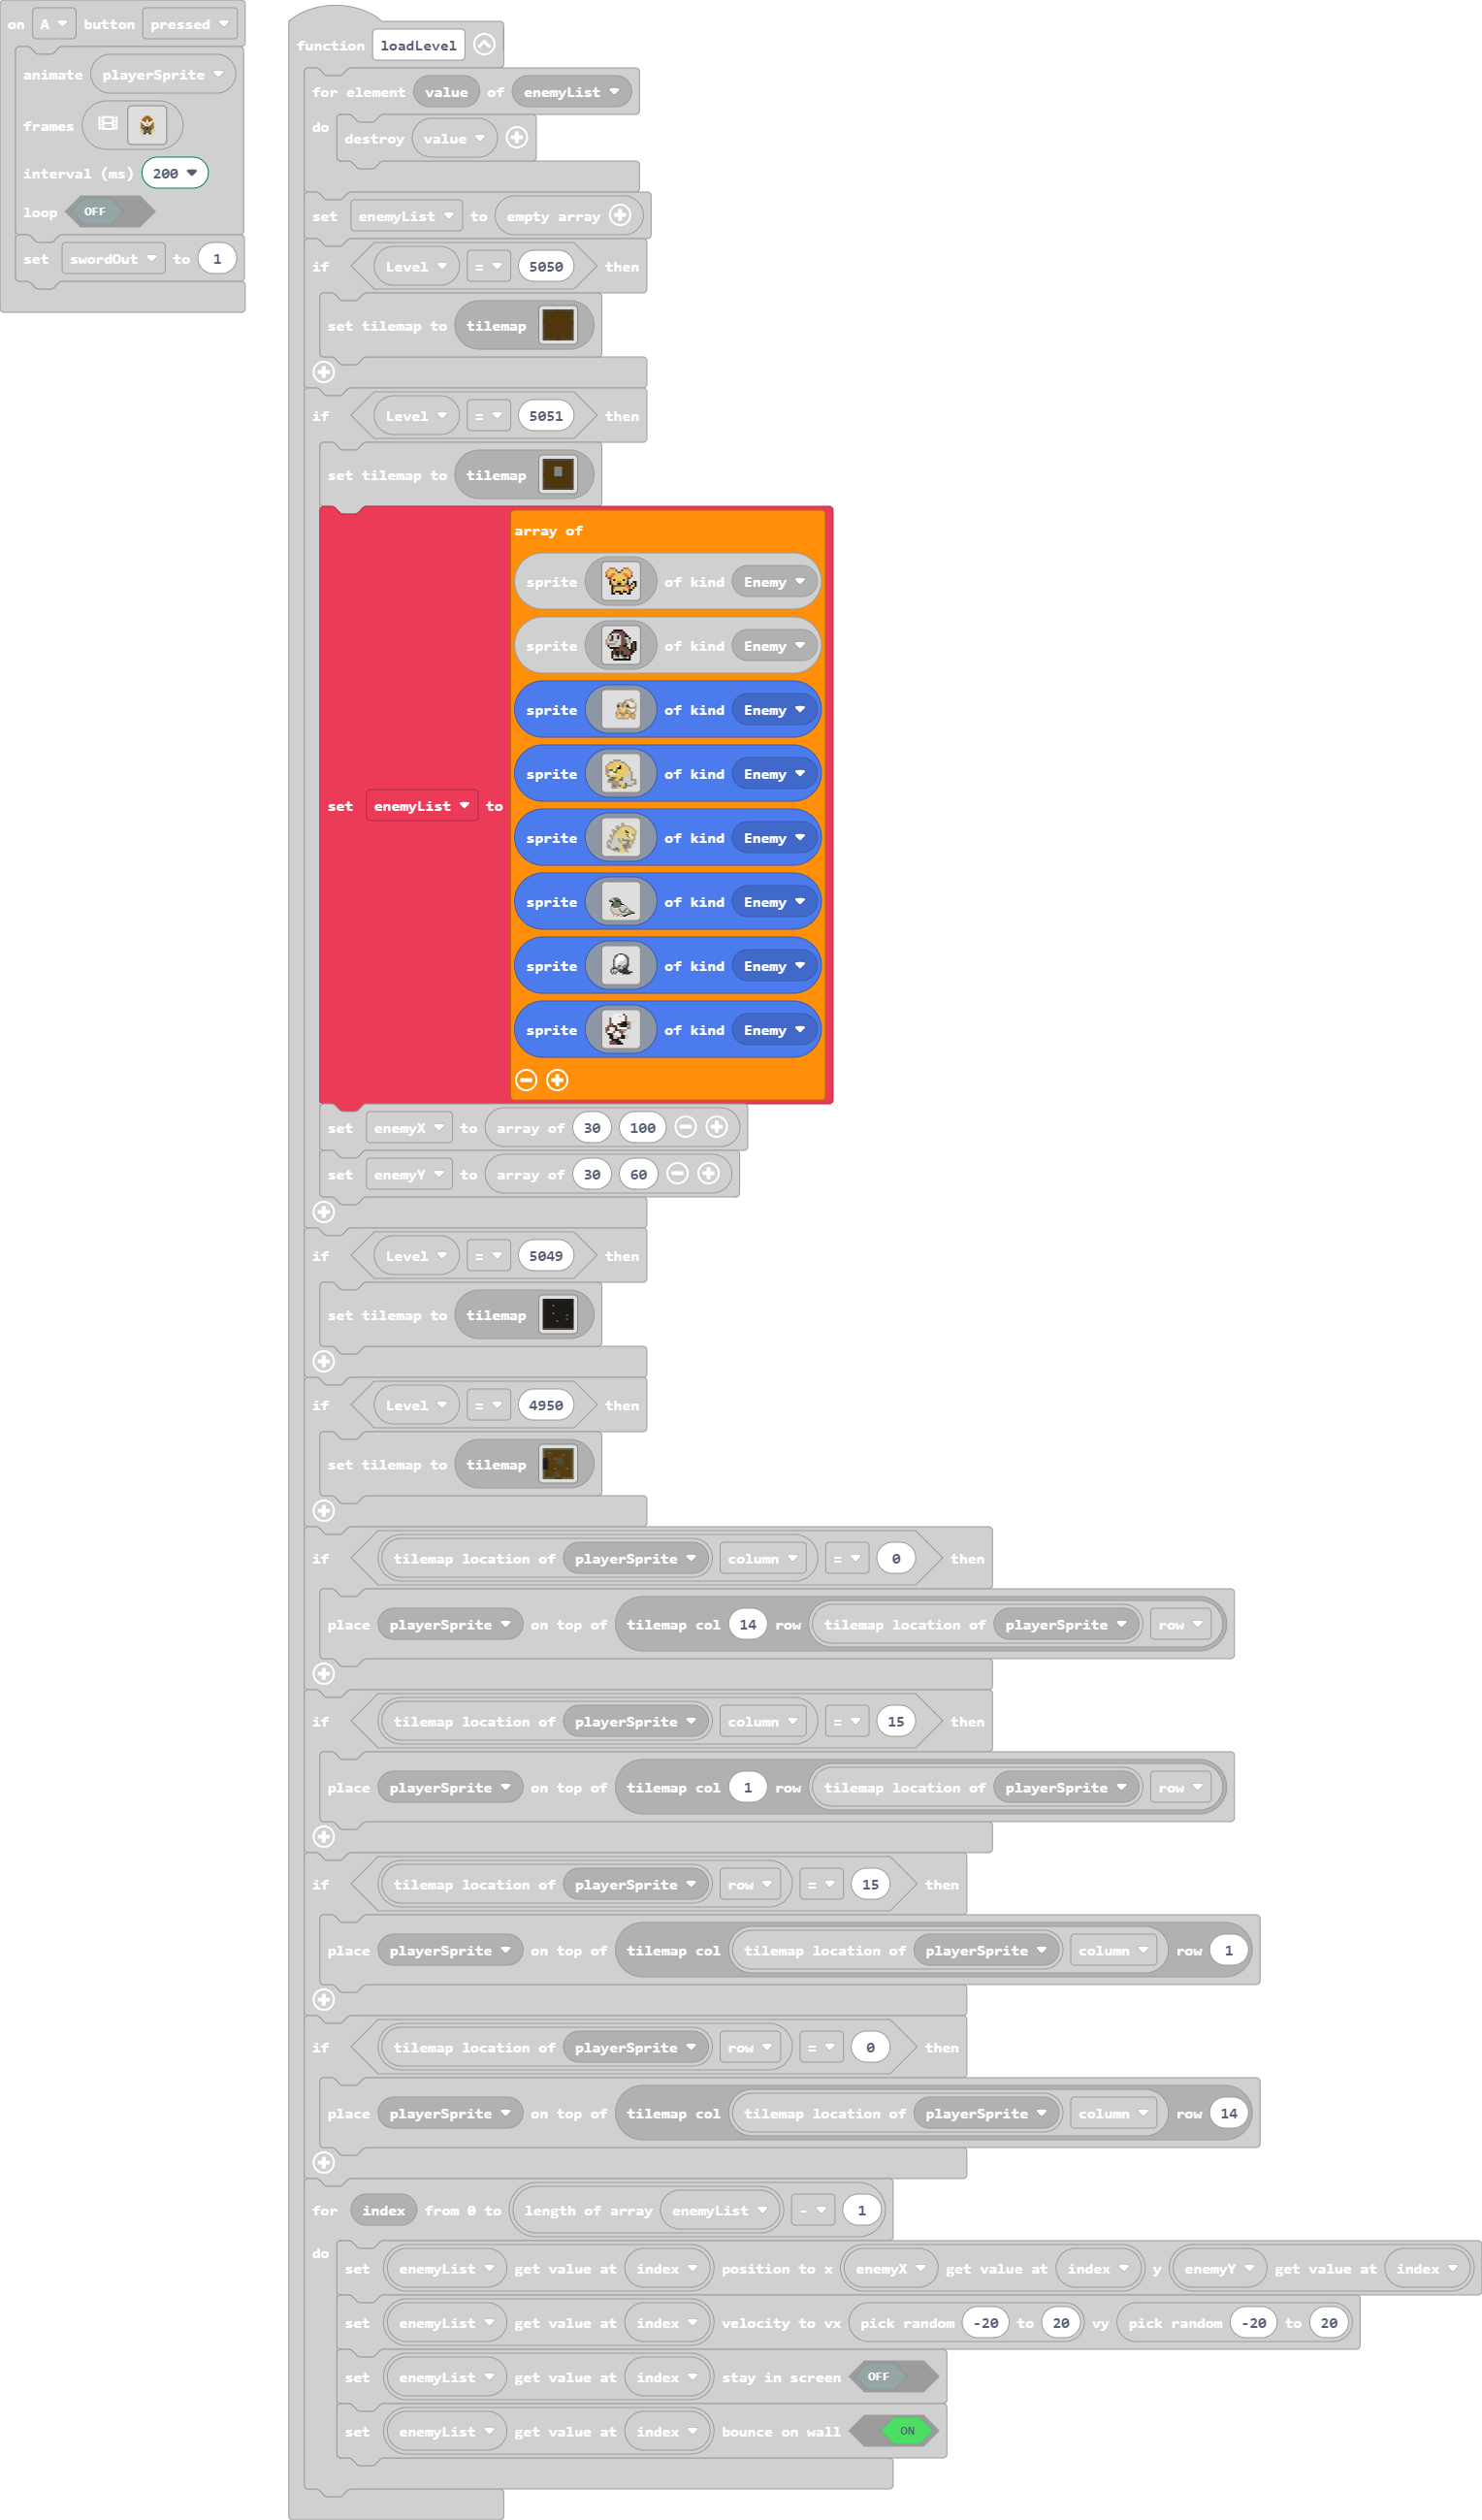 on A button pressed
animate playerSprite
frames
interval (ms) 200
loop OFF
set swordOut to 1
function loadLevel
for element value of enemyList
do destroy value
set enemyList to empty array
if Level = 5050 then
set tilemap to tilemap
if Level = 5051 then
set tilemap to tilemap
array of
sprite of kind Enemy
sprite of kind Enemy
sprite of kind Enemy
sprite of kind Enemy
set enemyList to
sprite of kind Enemy
sprite of kind Enemy
sprite of kind Enemy
sprite of kind Enemy
set enemyX to array of 30 100
set enemyY to array of 30 60
if Level = 5049 then
set tilemap to tilemap
if Level = 4950 then
set tilemap to tilemap
if tilemap location of playerSprite column = 0 then
place playerSprite on top of tilemap col 14 row tilemap location of playerSprite row
if tilemap location of playerSprite column = 15 then
place playerSprite on top of tilemap col 1 row tilemap location of playerSprite row
if tilemap location of playerSprite row = 15 then
place playerSprite on top of tilemap col tilemap location of playerSprite column row 1
if tilemap location of playerSprite row = 0 then
place playerSprite on top of tilemap col tilemap location of playerSprite column row 14
for index from 0 to length of array enemyList - 1
do
set enemyList get value at index position to x enemyX get value at index y enemyY get value at index
set enemyList get value at index velocity to vx pick random -20 to 20 vy pick random -20 to 20
set enemyList get value at index stay in screen OFF
set enemyList get value at index bounce on wall ON